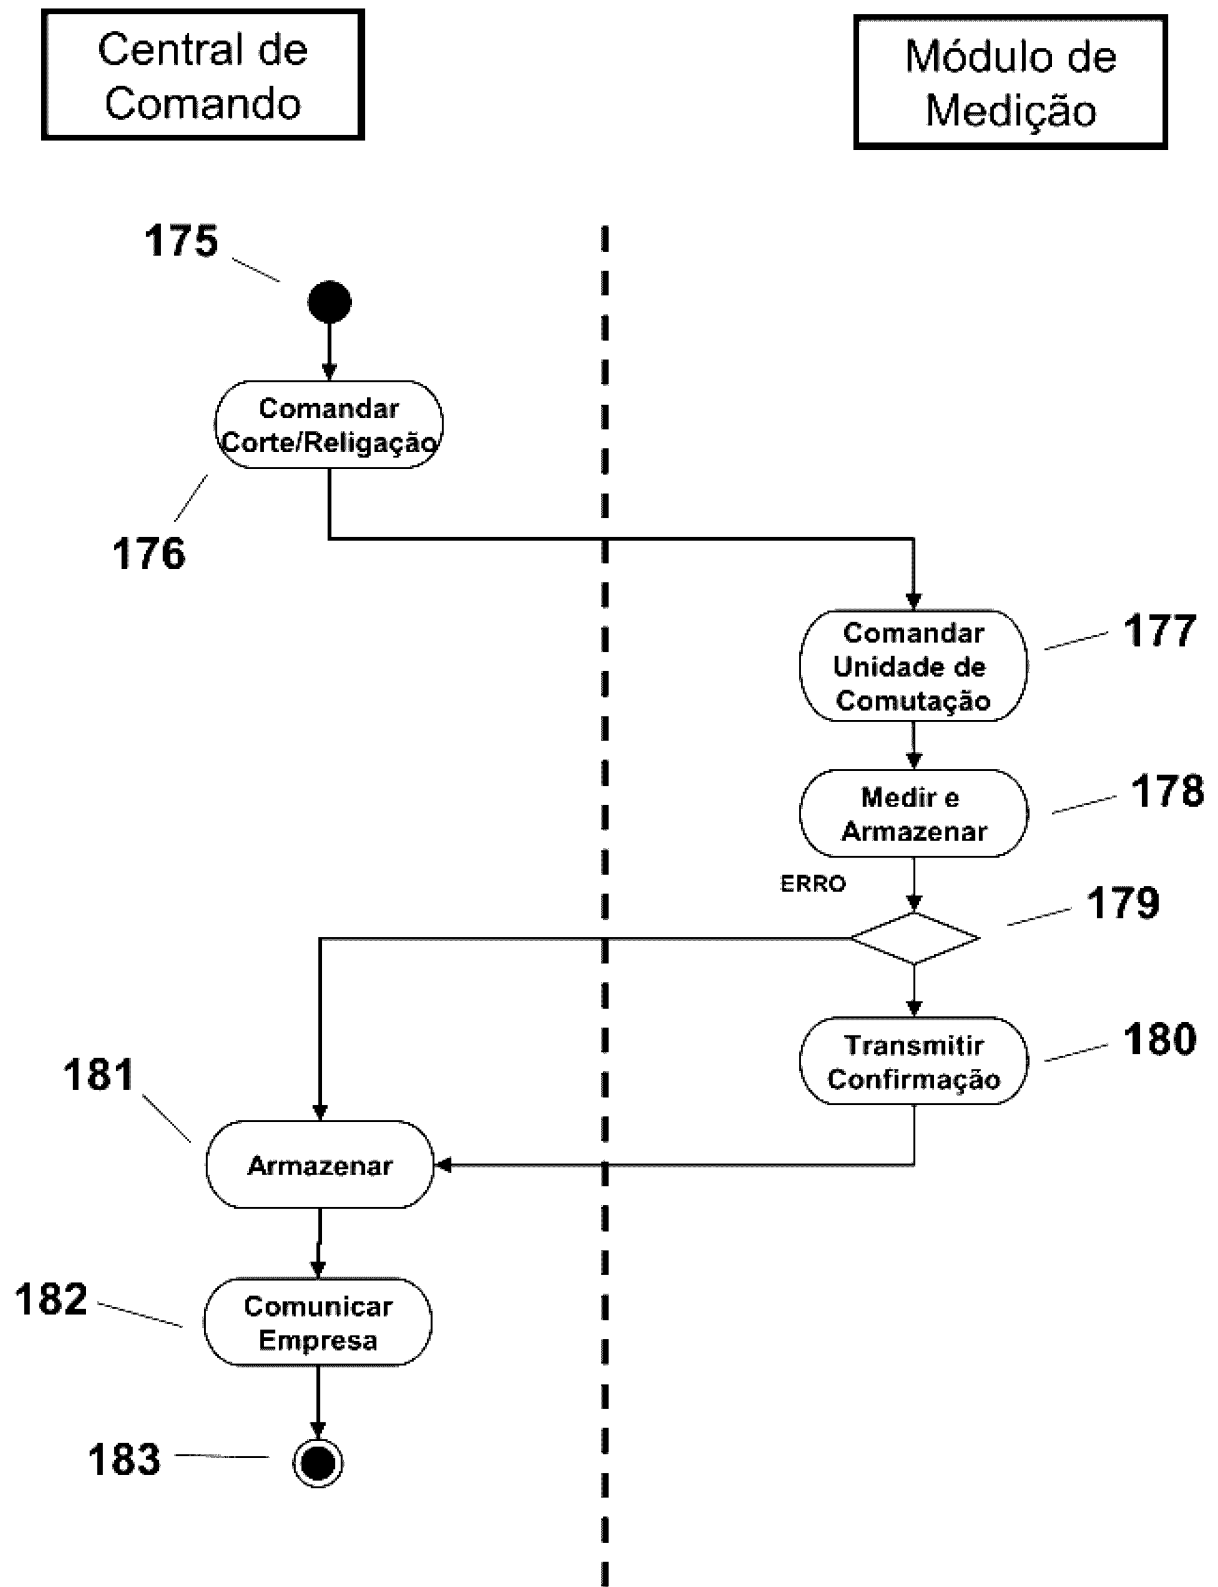 Central de
Comando
Módulo de
Medição
175
Comandar
Corte/Religação
176
Comandar
Unidade de
Comutação
177
Medir e
Armazenar
178
ERRO
179
Transmitir
Confirmação
180
181
Armazenar
182
Comunicar
Empresa
183